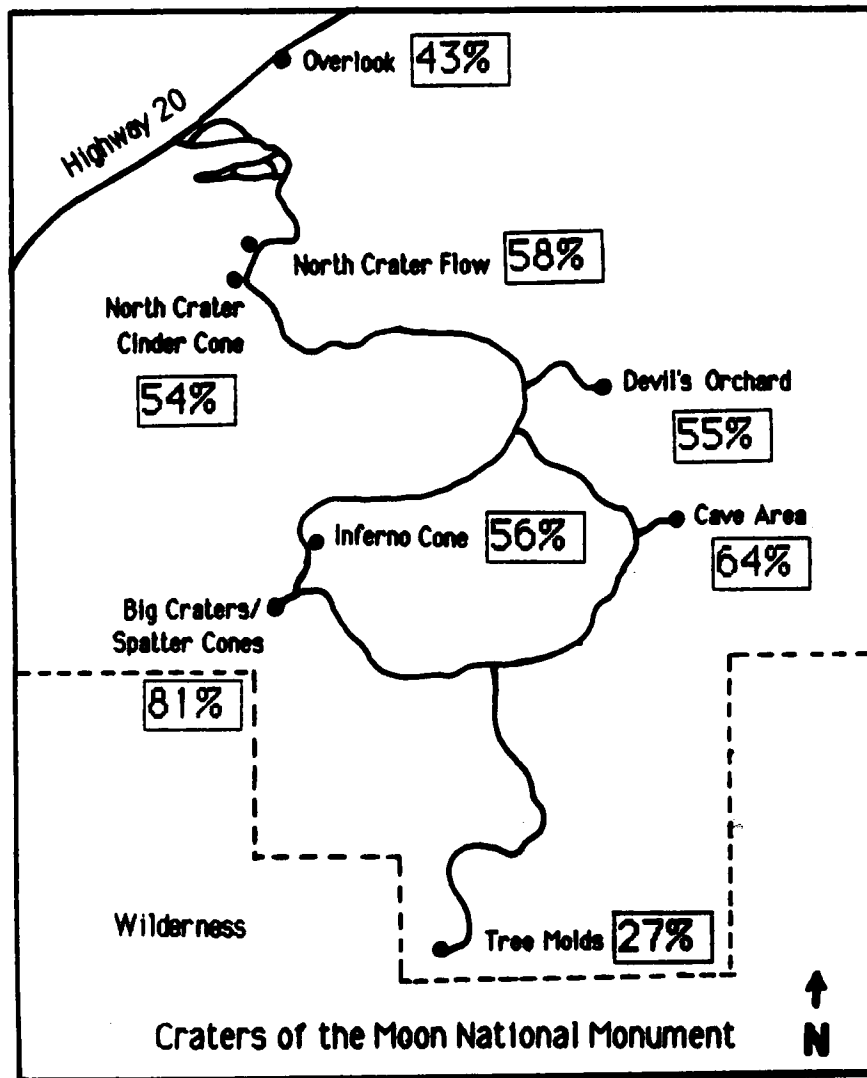 Overlook 43%
Highway 20
North Crater Flow 58%
North Crater
Cinder Cone
54%
Devil's Orchard
55%
Inferno Cone 56%
Cave Area
64%
Big Craters/
Spatter Cones
81%
Wilderness
Tree Molds 27%
Craters of the Moon National Monument
N